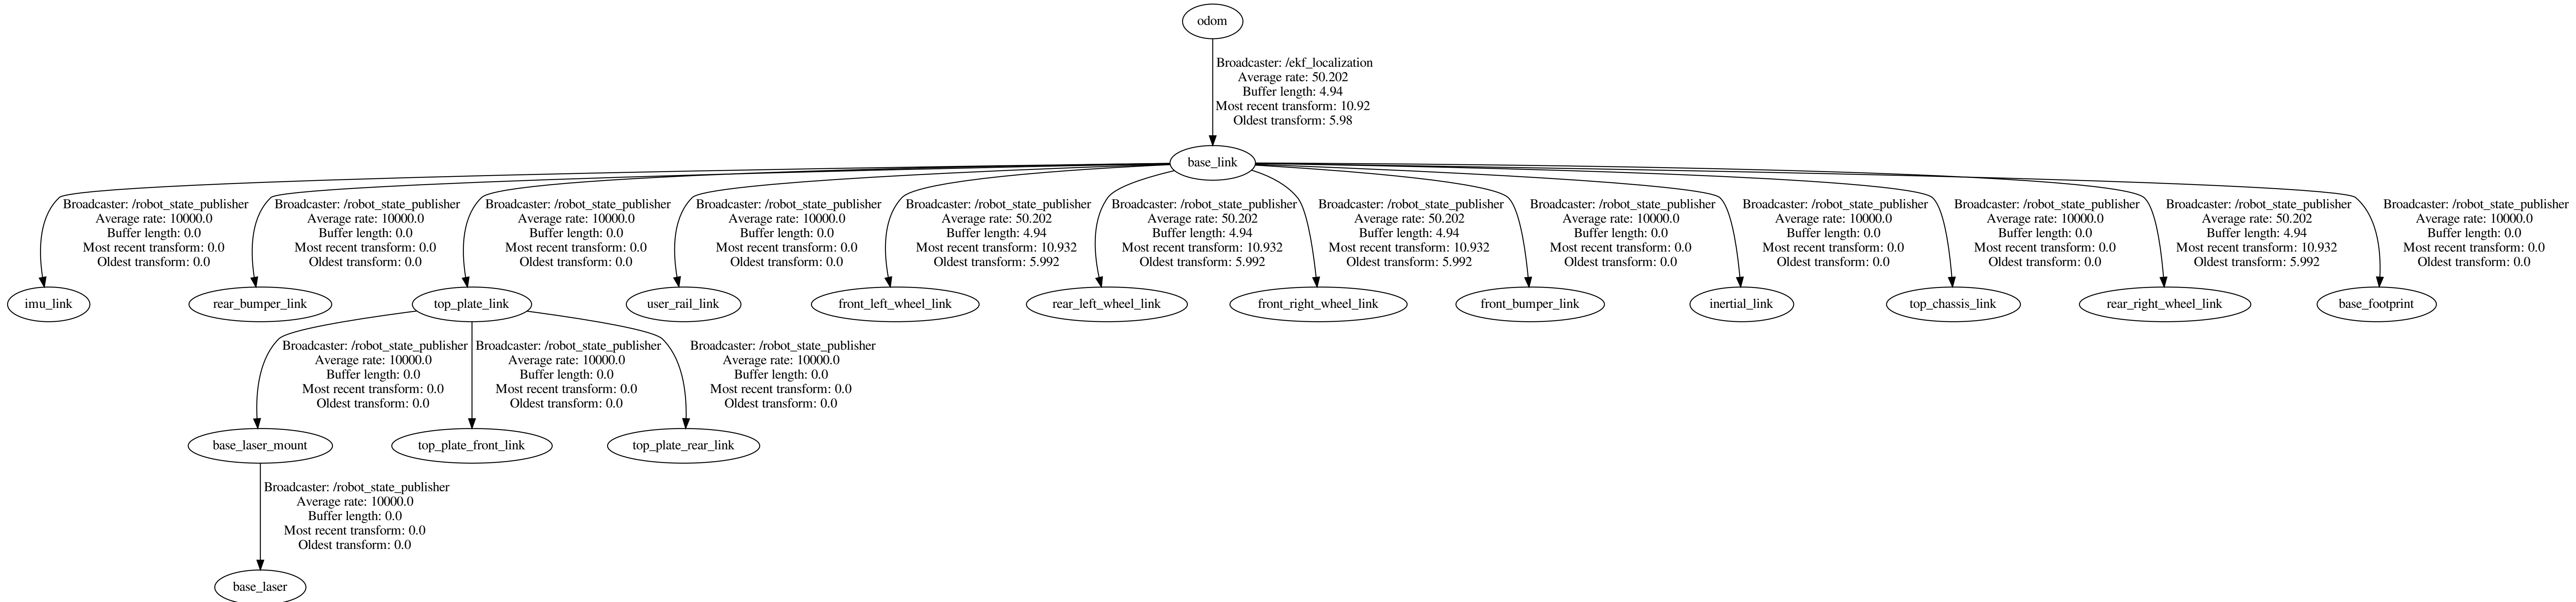 odom
Broadcaster: /ekf_localization
Average rate: 50.202
Buffer length: 4.94
Most recent transform: 10.92
Oldest transform: 5.98
base_link
Broadcaster: /robot_state_publisher
Average rate: 10000.0
Buffer length: 0.0
Most recent transform: 0.0
Oldest transform: 0.0
Broadcaster: /robot_state_publisher
Average rate: 10000.0
Buffer length: 0.0
Most recent transform: 0.0
Oldest transform: 0.0
Broadcaster: /robot_state_publisher
Average rate: 10000.0
Buffer length: 0.0
Most recent transform: 0.0
Oldest transform: 0.0
Broadcaster: /robot_state_publisher
Average rate: 10000.0
Buffer length: 0.0
Most recent transform: 0.0
Oldest transform: 0.0
Broadcaster: /robot_state_publisher
Average rate: 50.202
Buffer length: 4.94
Most recent transform: 10.932
Oldest transform: 5.992
Broadcaster: /robot_state_publisher
Average rate: 50.202
Buffer length: 4.94
Most recent transform: 10.932
Oldest transform: 5.992
Broadcaster: /robot_state_publisher
Average rate: 50.202
Buffer length: 4.94
Most recent transform: 10.932
Oldest transform: 5.992
Broadcaster: /robot_state_publisher
Average rate: 10000.0
Buffer length: 0.0
Most recent transform: 0.0
Oldest transform: 0.0
Broadcaster: /robot_state_publisher
Average rate: 10000.0
Buffer length: 0.0
Most recent transform: 0.0
Oldest transform: 0.0
Broadcaster: /robot_state_publisher
Average rate: 10000.0
Buffer length: 0.0
Most recent transform: 0.0
Oldest transform: 0.0
Broadcaster: /robot_state_publisher
Average rate: 50.202
Buffer length: 4.94
Most recent transform: 10.932
Oldest transform: 5.992
Broadcaster: /robot_state_publisher
Average rate: 10000.0
Buffer length: 0.0
Most recent transform: 0.0
Oldest transform: 0.0
imu_link
rear_bumper_link
top_plate_link
user_rail_link
front_left_wheel_link
rear_left_wheel_link
front_right_wheel_link
front_bumper_link
inertial_link
top_chassis_link
rear_right_wheel_link
base_footprint
Broadcaster: /robot_state_publisher
Average rate: 10000.0
Buffer length: 0.0
Most recent transform: 0.0
Oldest transform: 0.0
Broadcaster: /robot_state_publisher
Average rate: 10000.0
Buffer length: 0.0
Most recent transform: 0.0
Oldest transform: 0.0
Broadcaster: /robot_state_publisher
Average rate: 10000.0
Buffer length: 0.0
Most recent transform: 0.0
Oldest transform: 0.0
base_laser_mount
top_plate_front_link
top_plate_rear_link
Broadcaster: /robot_state_publisher
Average rate: 10000.0
Buffer length: 0.0
Most recent transform: 0.0
Oldest transform: 0.0
base_laser